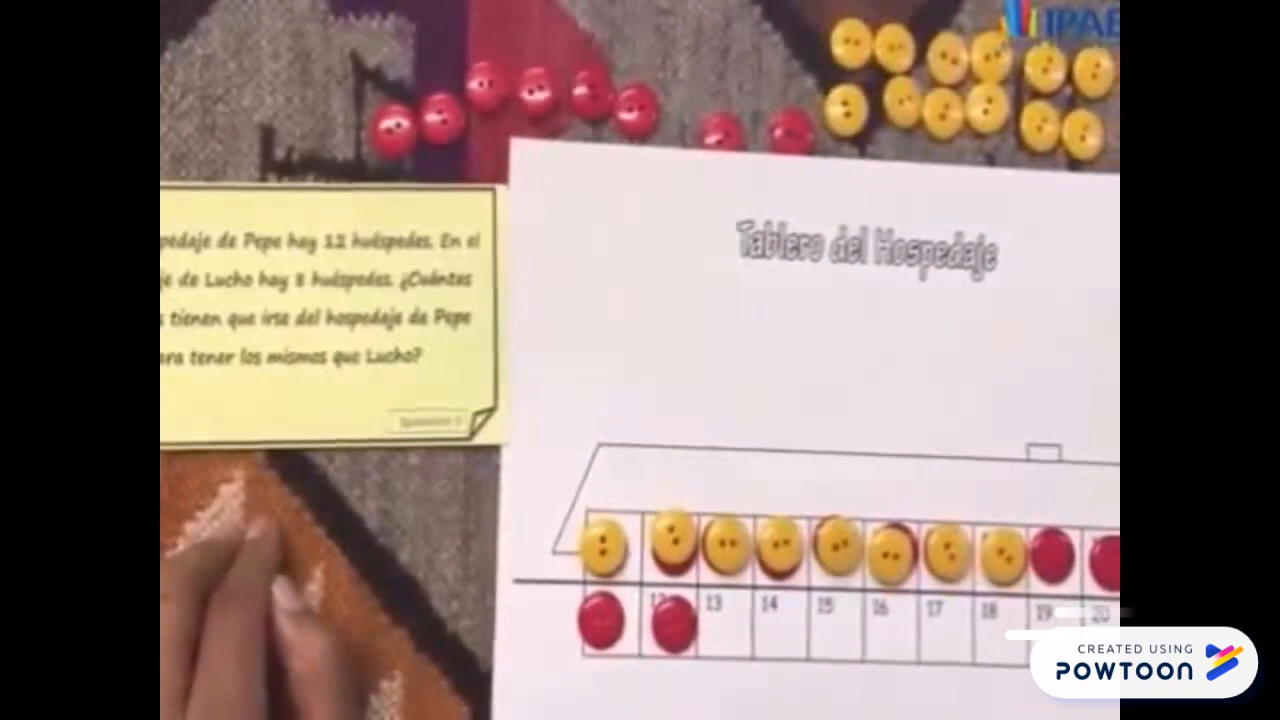 IPAE
pedaje de Pepe hay 12 huéspedes. En el
je de Lucho hay 8 huéspedes. ¿Cuántos
s tienen que irse del hospedaje de Pepe
ara tener los mismos que Lucho?
Tablero del Hospedaje
13 14 15 16 17 18 19 20
CREATED USING
POWTOON